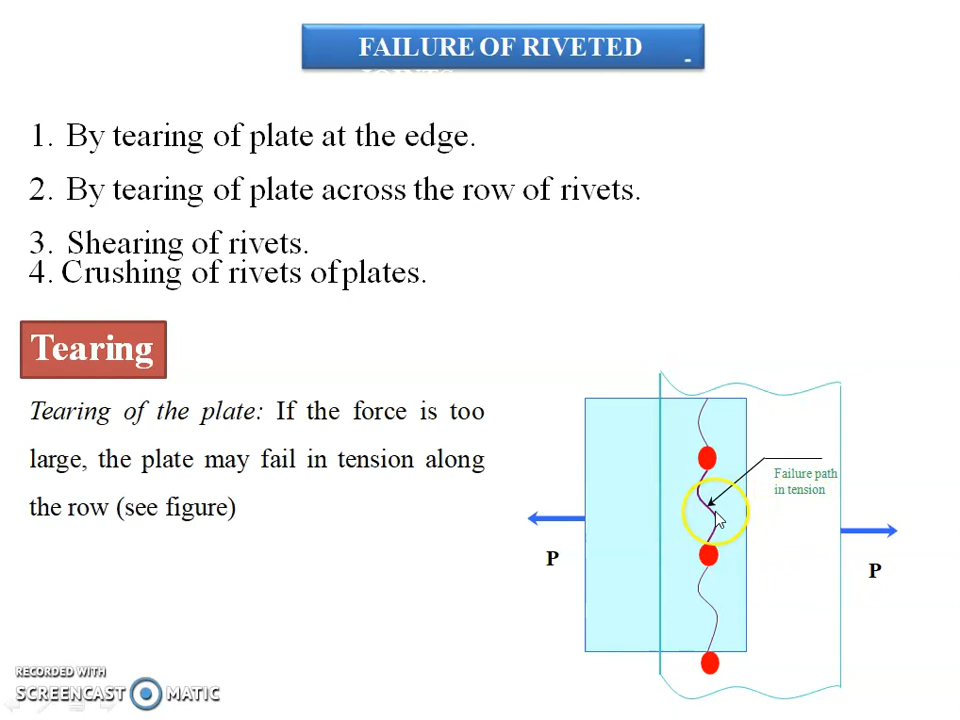 FAILURE OF RIVETED
JOINTS
1. By tearing of plate at the edge.
2. By tearing of plate across the row of rivets.
3. Shearing of rivets.
4. Crushing of rivets ofplates.
Tearing
Tearing of the plate: If the force is too
large, the plate may fail in tension along
the row (see figure)
Failure path
in tension
P
P
RECORDED WITH
SCREENCAST MATIC